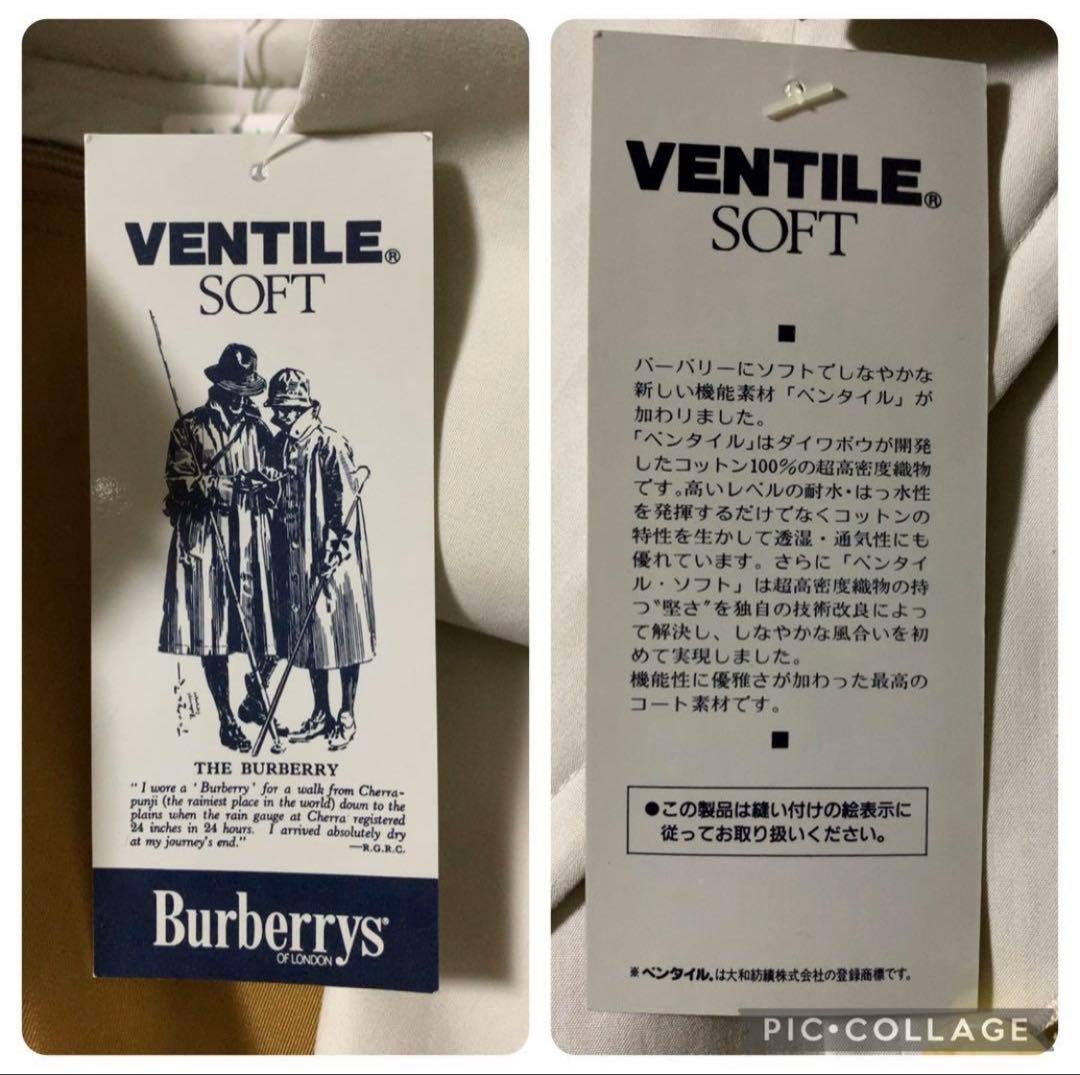 VENTILE®
SOFT
THE BURBERRY
"I wore a 'Burberry' for a walk from Cherra-
punji (the rainiest place in the world) down to the
plains when the rain gauge at Cherra registered
24 inches in 24 hours. I arrived absolutely dry
at my journey's end."
—R.G.R.C.
Burberrys®
OF LONDON
VENTILE®
SOFT
■
バーバリーにソフトでしなやかな
新しい機能素材「ベンタイル」が
加わりました。
「ベンタイル」はダイワボウが開発
したコットン100%の超高密度織物
です。高いレベルの耐水・はっ水性
を発揮するだけでなくコットンの
特性を生かして透湿・通気性にも
優れています。さらに「ベンタイ
ル・ソフト」は超高密度織物の持
つ〝堅さ〟を独自の技術改良によっ
て解決し、しなやかな風合いを初
めて実現しました。
機能性に優雅さが加わった最高の
コート素材です。
■
●この製品は縫い付けの絵表示に
従ってお取り扱いください。
※ベンタイル®は大和紡績株式会社の登録商標です。
PIC•COLLAGE